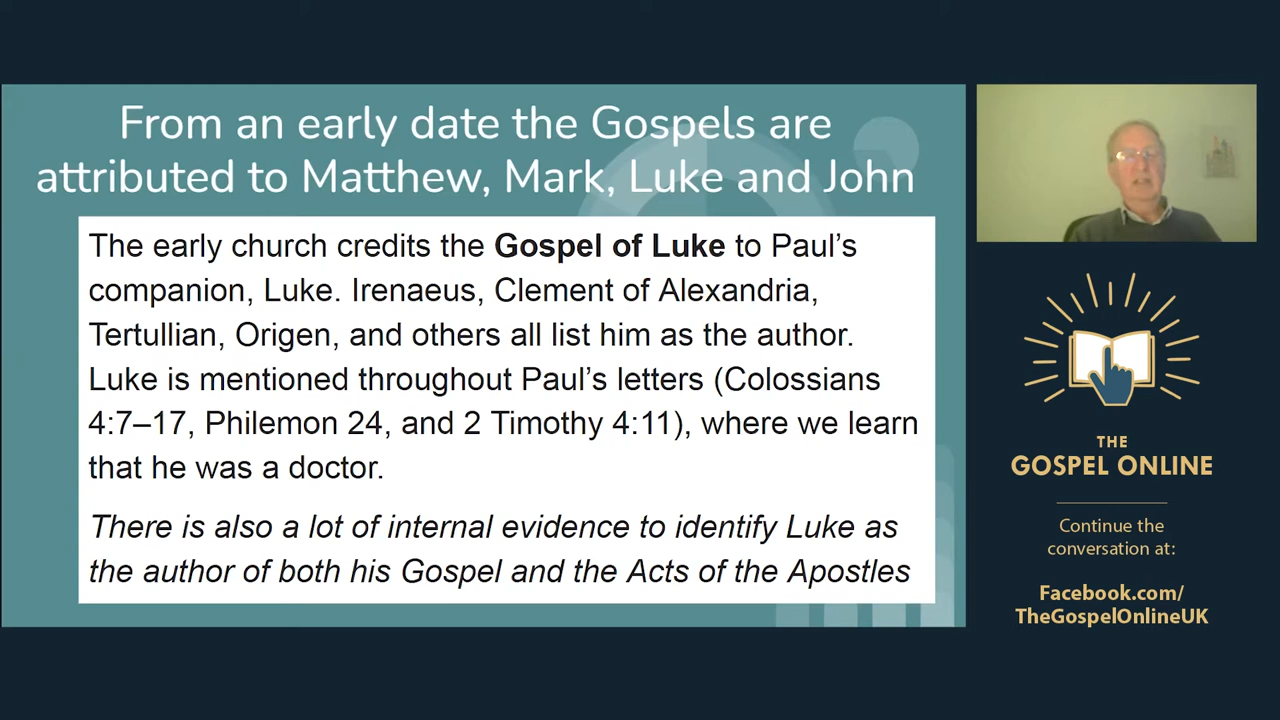 From an early date the Gospels are
attributed to Matthew, Mark, Luke and John
The early church credits the Gospel of Luke to Paul’s
companion, Luke. Irenaeus, Clement of Alexandria,
Tertullian, Origen, and others all list him as the author.
Luke is mentioned throughout Paul’s letters (Colossians
4:7–17, Philemon 24, and 2 Timothy 4:11), where we learn
that he was a doctor.
There is also a lot of internal evidence to identify Luke as
the author of both his Gospel and the Acts of the Apostles
THE
GOSPEL ONLINE
Continue the
conversation at:
Facebook.com/
TheGospelOnlineUK